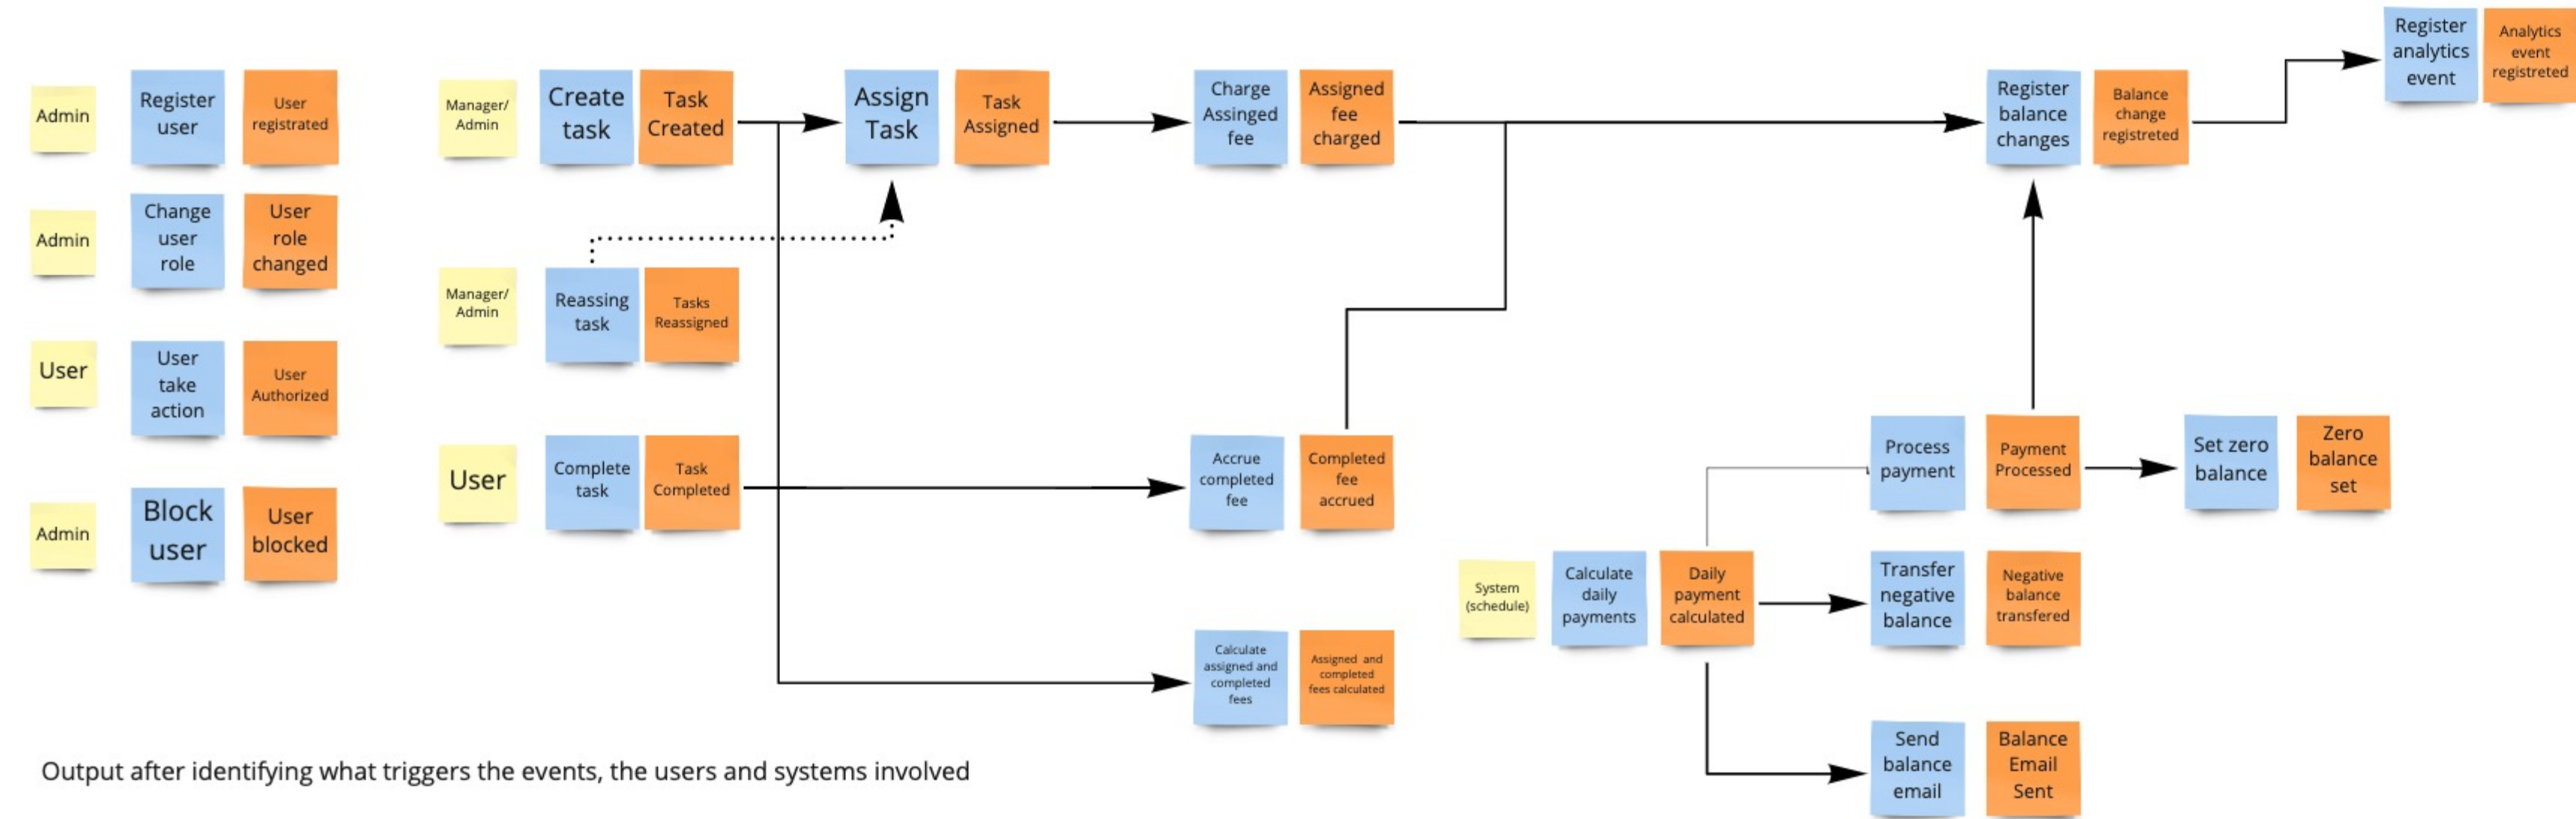 Admin
Register
user
User
registrated
Admin
Change
user
role
User
role
changed
User
User
take
action
User
Authorized
Admin
Block
user
User
blocked
Manager/
Admin
Create
task
Task
Created
Assign
Task
Task
Assigned
Charge
Assinged
fee
Assigned
fee
charged
Register
balance
changes
Balance
change
registreted
Register
analytics
event
Analytics
event
registreted
Manager/
Admin
Reassing
task
Tasks
Reassigned
User
Complete
task
Task
Completed
Accrue
completed
fee
Completed
fee
accrued
Calculate
assigned and
completed
fees
Assigned and
completed
fees calculated
System
(schedule)
Calculate
daily
payments
Daily
payment
calculated
Process
payment
Payment
Processed
Set zero
balance
Zero
balance
set
Transfer
negative
balance
Negative
balance
transfered
Send
balance
email
Balance
Email
Sent
Output after identifying what triggers the events, the users and systems involved